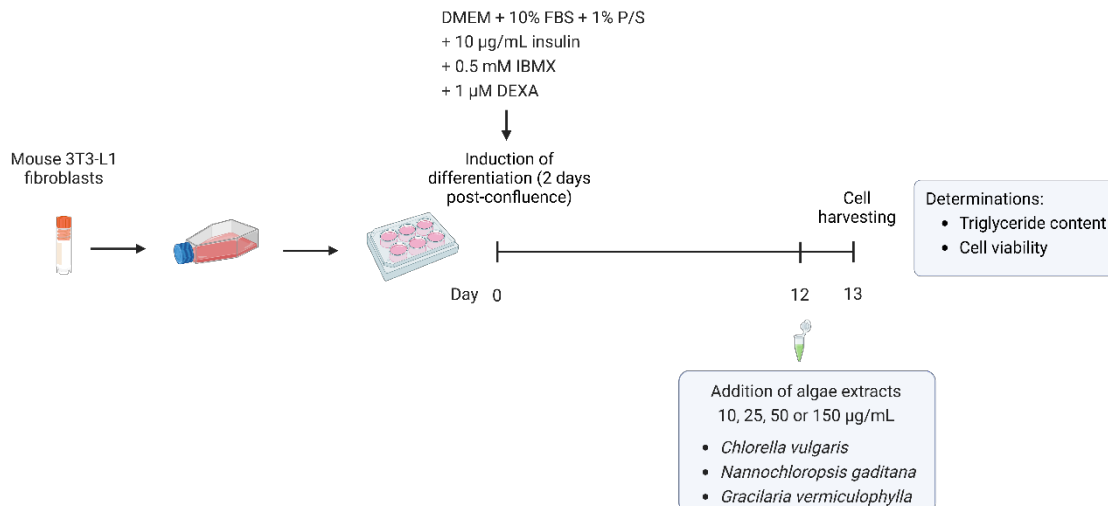 DMEM + 10% FBS + 1% P/S
+ 10 µg/mL insulin
+ 0.5 mM IBMX
+ 1 µM DEXA
Mouse 3T3-L1
fibroblasts
Induction of
differentiation (2 days
post-confluence)
Cell
harvesting
Determinations:
• Triglyceride content
• Cell viability
Day 0 12 13
Addition of algae extracts
10, 25, 50 or 150 µg/mL
• Chlorella vulgaris
• Nannochloropsis gaditana
• Gracilaria vermiculophylla